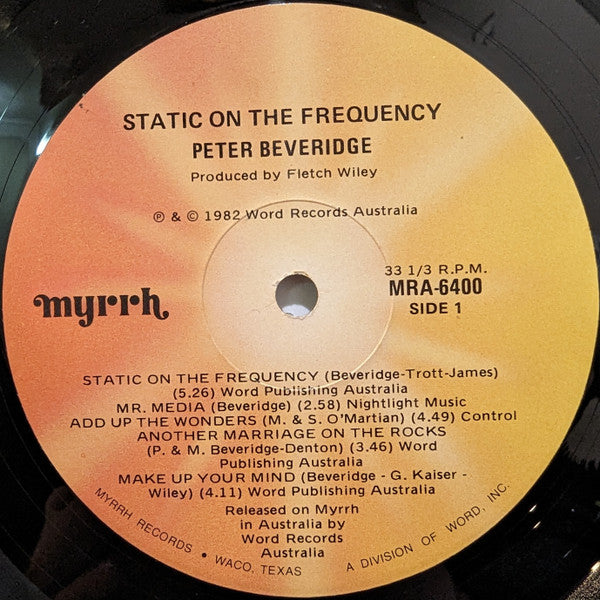 STATIC ON THE FREQUENCY
PETER BEVERIDGE
Produced by Fletch Wiley
℗ & © 1982 Word Records Australia
myrrh
33 1/3 R.P.M.
MRA-6400
SIDE 1
STATIC ON THE FREQUENCY (Beveridge-Trott-James)
(5.26) Word Publishing Australia
MR. MEDIA (Beveridge) (2.58) Nightlight Music
ADD UP THE WONDERS (M. & S. O'Martian) (4.49) Control
ANOTHER MARRIAGE ON THE ROCKS
(P. & M. Beveridge-Denton) (3.46) Word
Publishing Australia
MAKE UP YOUR MIND (Beveridge - G. Kaiser -
Wiley) (4.11) Word Publishing Australia
Released on Myrrh
in Australia by
Word Records
Australia
MYRRH RECORDS • WACO, TEXAS A DIVISION OF WORD, INC.